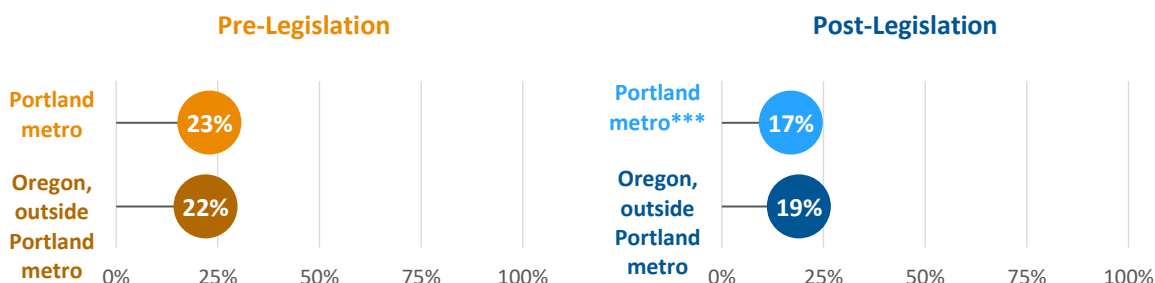 Pre-Legislation
Portland
metro
23%
Oregon,
outside
Portland
metro
22%
0%
25%
50%
75%
100%
Post-Legislation
Portland
metro***
17%
Oregon,
outside
Portland
metro
19%
0%
25%
50%
75%
100%